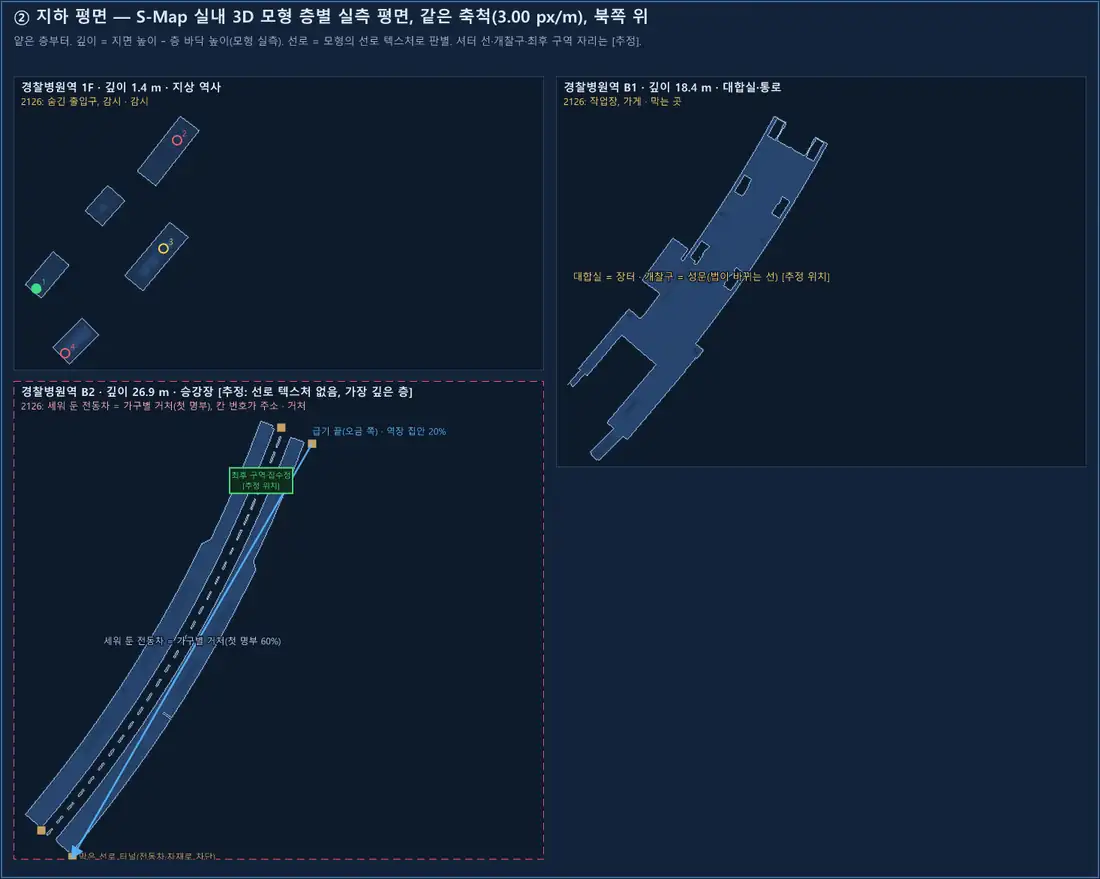 ② 지하 평면 — S-Map 실내 3D 모형 층별 실측 평면, 같은 축척(3.00 px/m), 북쪽 위
얕은 층부터. 깊이 = 지면 높이 − 층 바닥 높이(모형 실측). 선로 = 모형의 선로 텍스처로 판별. 셔터 선·개찰구·최후 구역 자리는 [추정].
경찰병원역 1F · 깊이 1.4 m · 지상 역사
2126: 숨긴 출입구, 감시 · 감시
2
3
1
4
경찰병원역 B1 · 깊이 18.4 m · 대합실·통로
2126: 작업장, 가게 · 막는 곳
대합실 = 장터 · 개찰구 = 성문(법이 바뀌는 선) [추정 위치]
경찰병원역 B2 · 깊이 26.9 m · 승강장 [추정: 선로 텍스처 없음, 가장 깊은 층]
2126: 세워 둔 전동차 = 가구별 거처(첫 명부), 칸 번호가 주소 · 거처
급기 끝(오금 쪽) · 역장 집안 20%
최후 구역·집수정
[추정 위치]
세워 둔 전동차 = 가구별 거처(첫 명부 60%)
막은 선로 터널(전동차·차재로 차단)